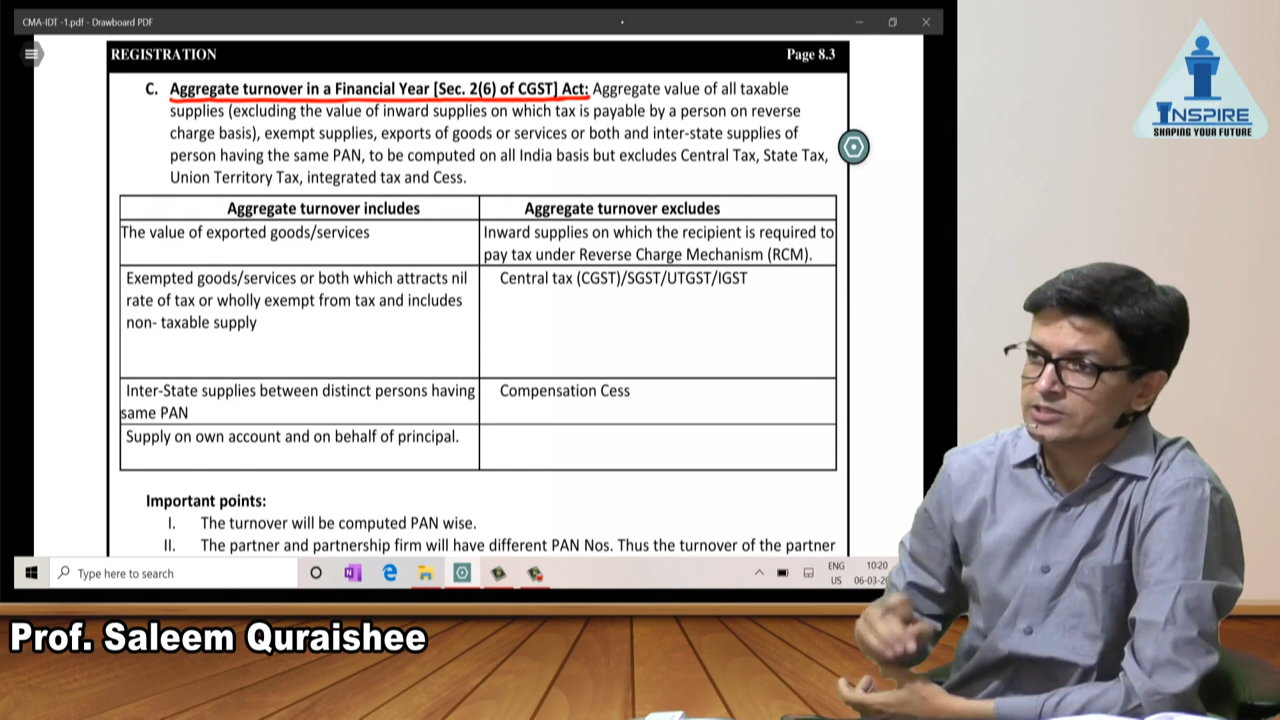 CMA-IDT -1.pdf - Drawboard PDF
REGISTRATION Page 8.3
C. Aggregate turnover in a Financial Year [Sec. 2(6) of CGST] Act: Aggregate value of all taxable
supplies (excluding the value of inward supplies on which tax is payable by a person on reverse
charge basis), exempt supplies, exports of goods or services or both and inter-state supplies of
person having the same PAN, to be computed on all India basis but excludes Central Tax, State Tax,
Union Territory Tax, integrated tax and Cess.
Aggregate turnover includes Aggregate turnover excludes
The value of exported goods/services
Inward supplies on which the recipient is required to
pay tax under Reverse Charge Mechanism (RCM).
Exempted goods/services or both which attracts nil
rate of tax or wholly exempt from tax and includes
non- taxable supply
Central tax (CGST)/SGST/UTGST/IGST
Inter-State supplies between distinct persons having
same PAN
Compensation Cess
Supply on own account and on behalf of principal.
Important points:
I. The turnover will be computed PAN wise.
II. The partner and partnership firm will have different PAN Nos. Thus the turnover of the partner
Type here to search
ENG
US
10:20
06-03-20
INSPIRE
SHAPING YOUR FUTURE
Prof. Saleem Quraishee